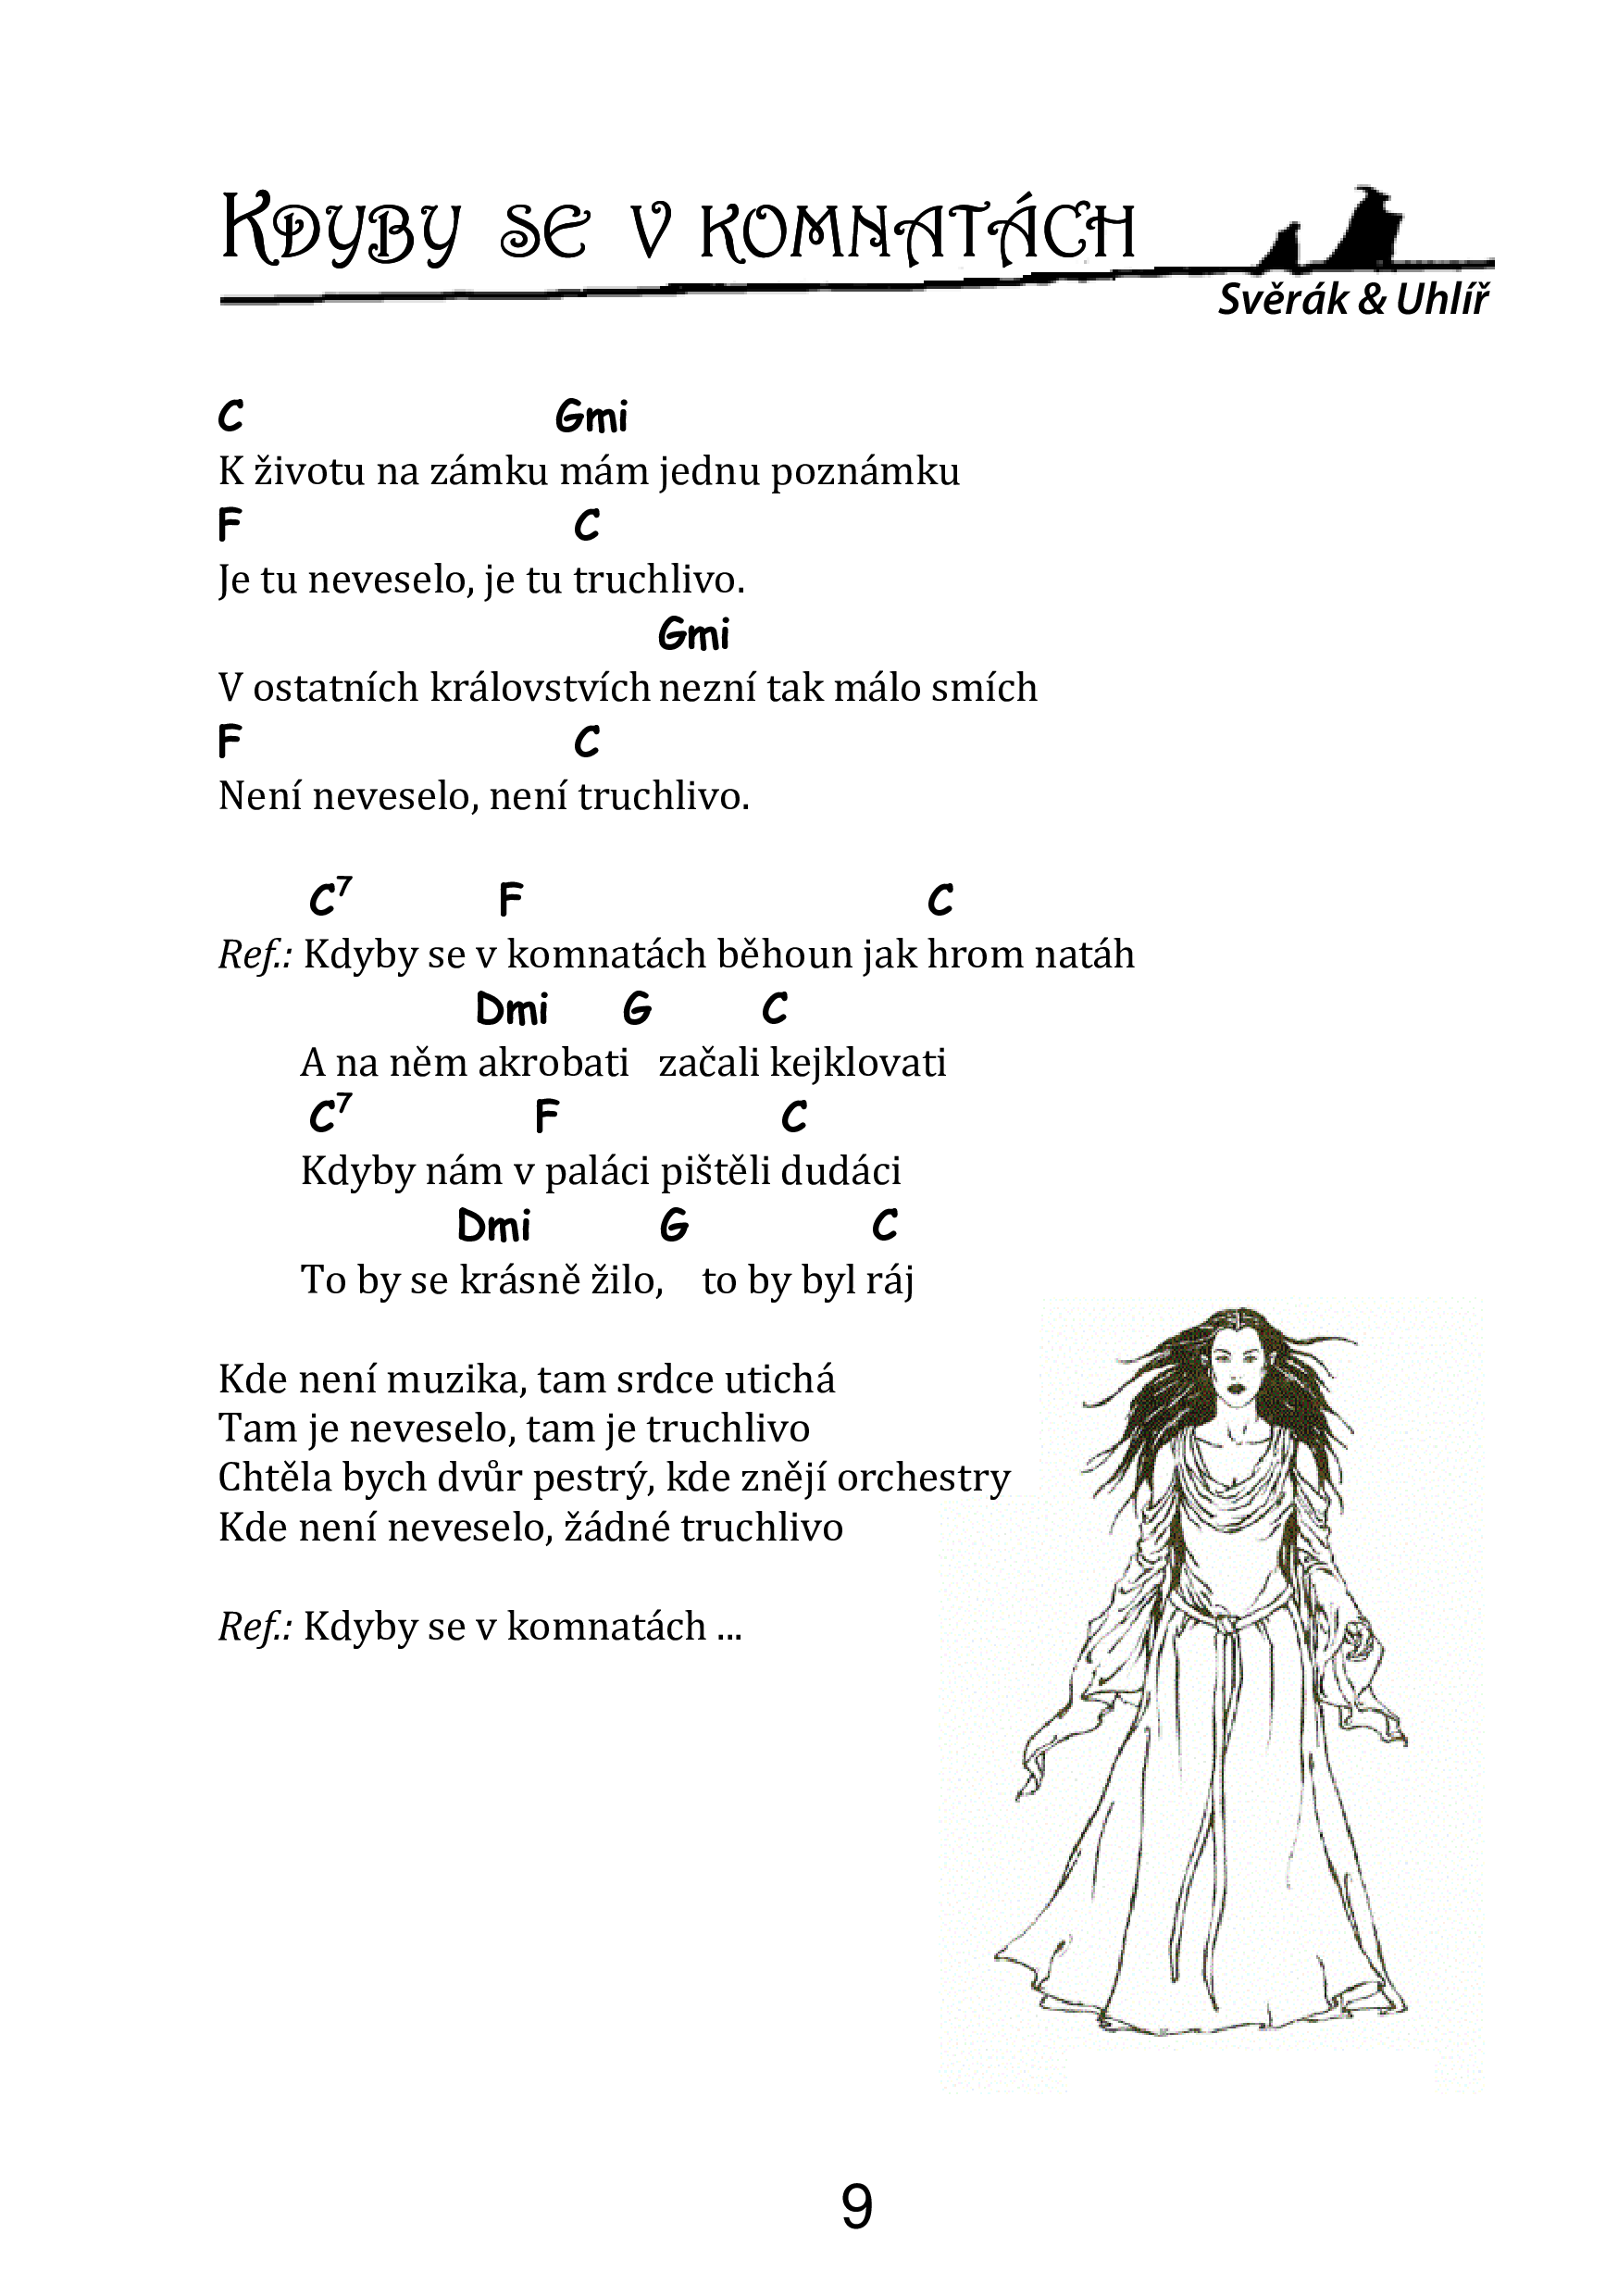 Kdyby se v komnatách
Svěrák & Uhlíř
C Gmi
K životu na zámku mám jednu poznámku
F C
Je tu neveselo, je tu truchlivo.
Gmi
V ostatních královstvích nezní tak málo smích
F C
Není neveselo, není truchlivo.
C7 F C
Ref.: Kdyby se v komnatách běhoun jak hrom natáh
Dmi G C
A na něm akrobati začali kejklovati
C7 F C
Kdyby nám v paláci pištěli dudáci
Dmi G C
To by se krásně žilo, to by byl ráj
Kde není muzika, tam srdce utichá
Tam je neveselo, tam je truchlivo
Chtěla bych dvůr pestrý, kde znějí orchestry
Kde není neveselo, žádné truchlivo
Ref.: Kdyby se v komnatách ...
9